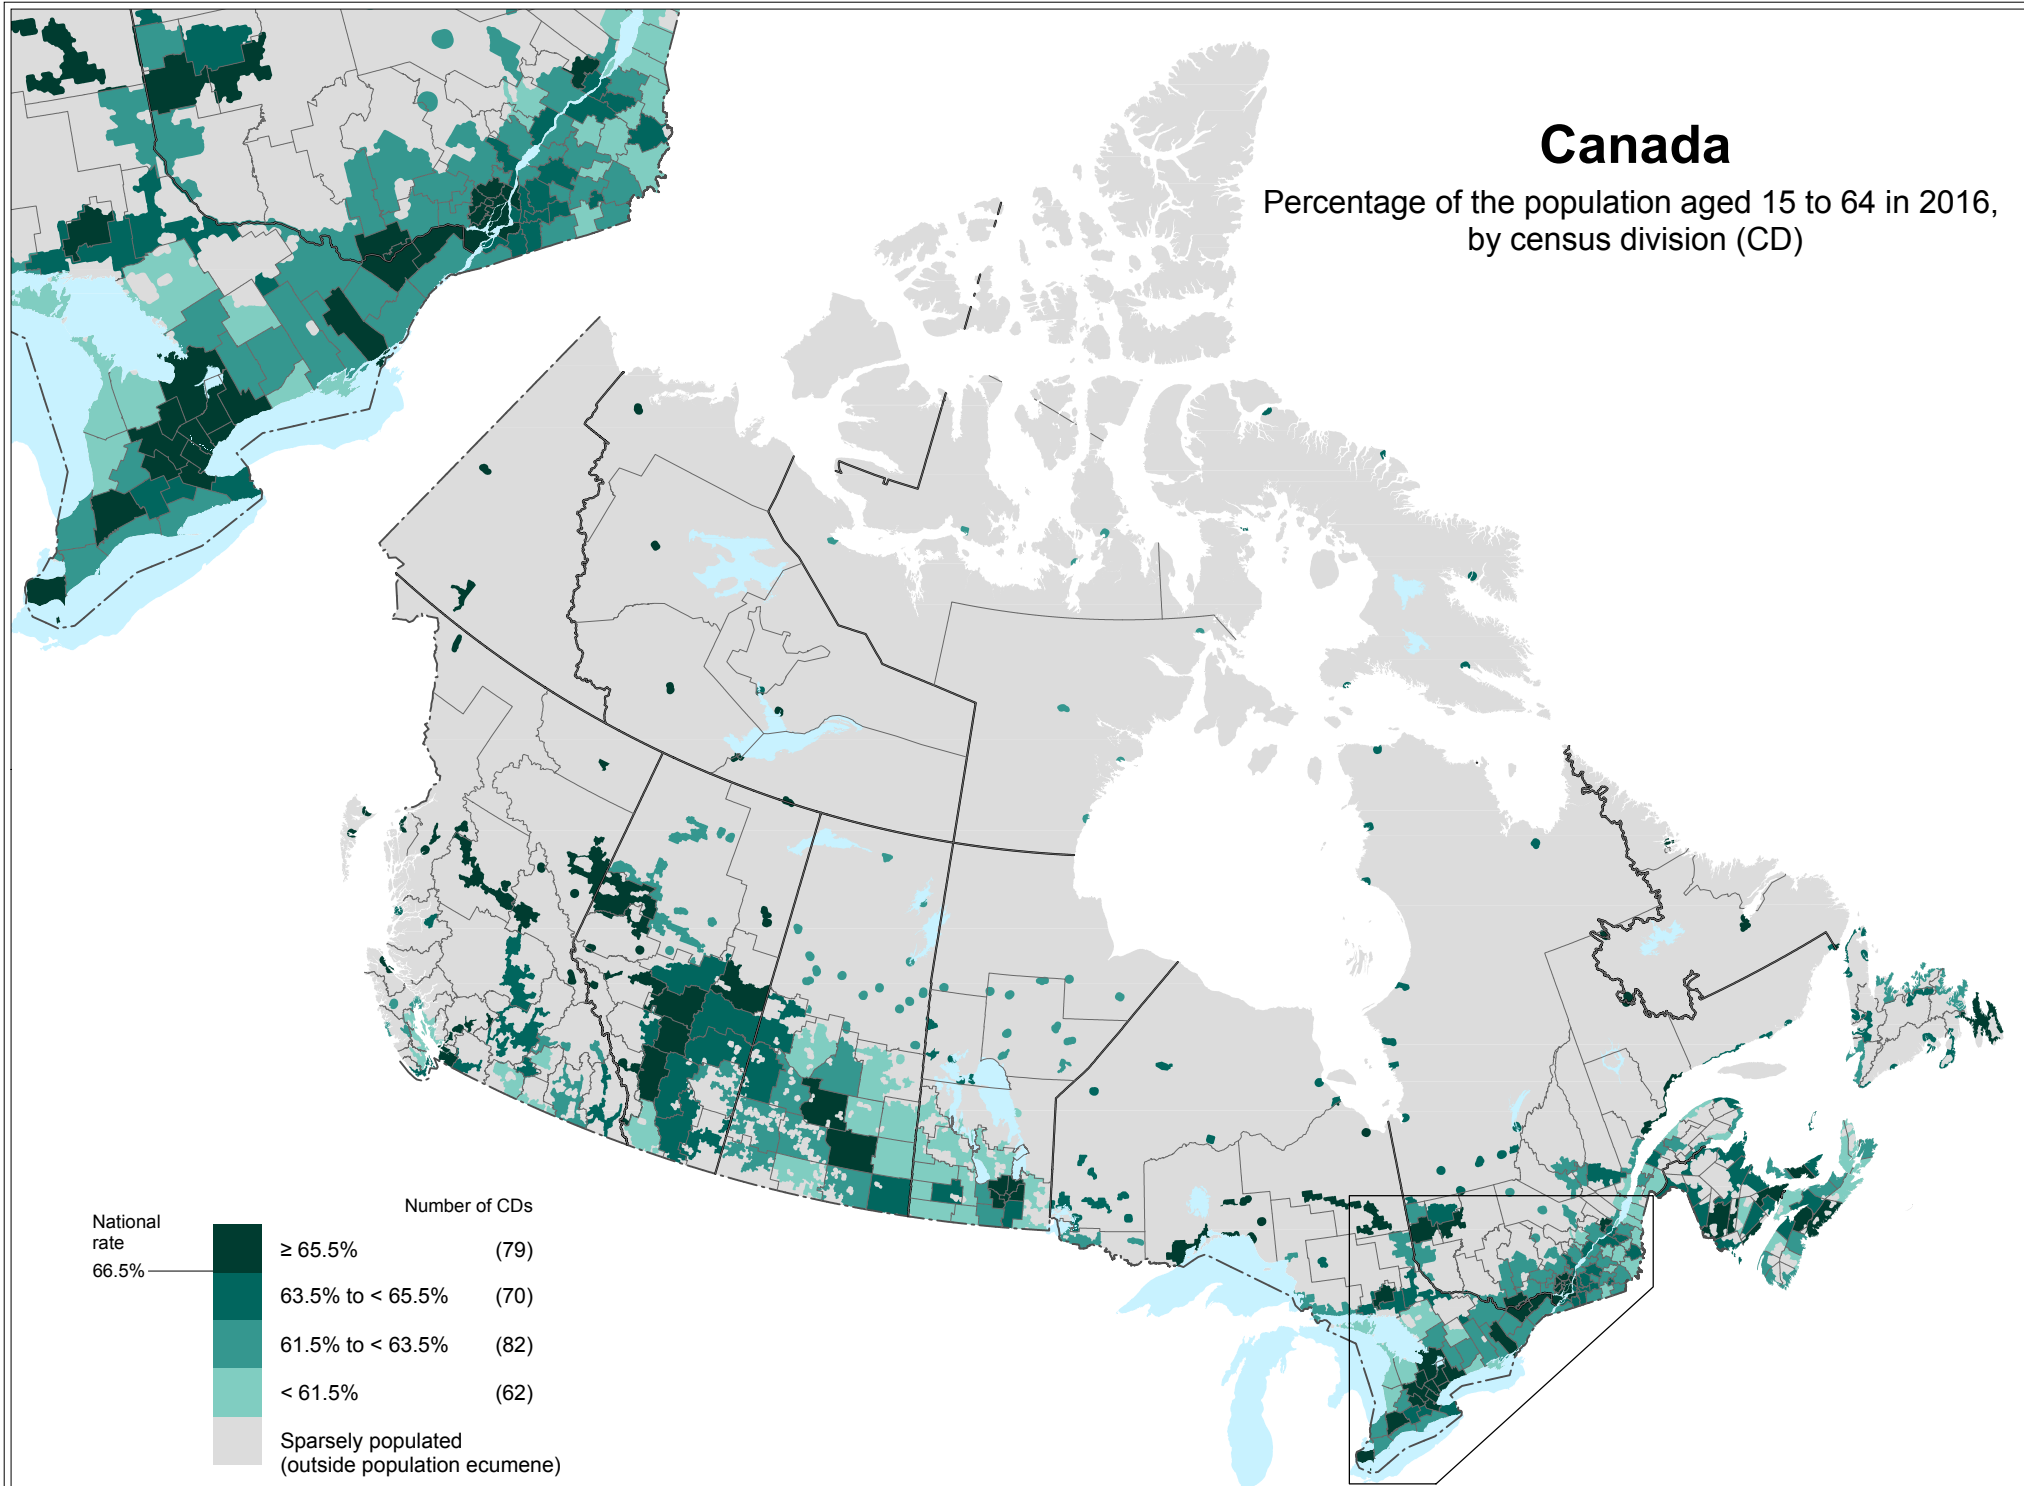 Canada
Percentage of the population aged 15 to 64 in 2016,
by census division (CD)
Number of CDs
National
rate
66.5%
≥ 65.5% (79)
63.5% to < 65.5% (70)
61.5% to < 63.5% (82)
< 61.5% (62)
Sparsely populated
(outside population ecumene)